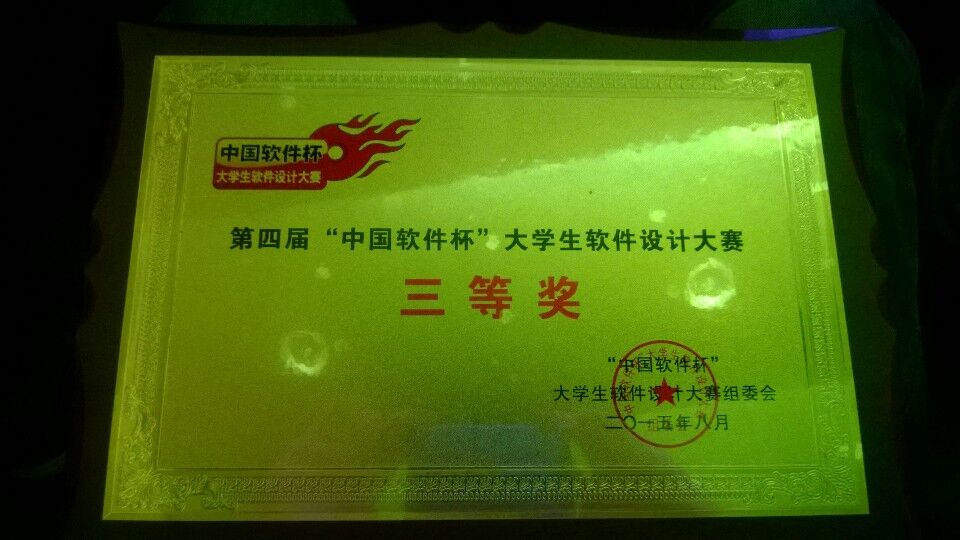 中国软件杯
大学生软件设计大赛
第四届“中国软件杯”大学生软件设计大赛
三等奖
“中国软件杯”
大学生软件设计大赛组委会
二〇一五年八月